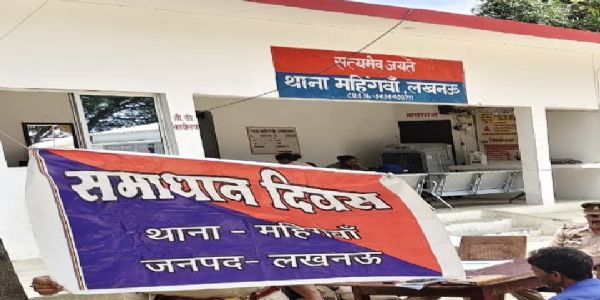 सत्यमेव जयते
थाना महिंगवाँ, लखनऊ
समाधान दिवस
थाना - महिंगवाँ
जनपद- लखनऊ